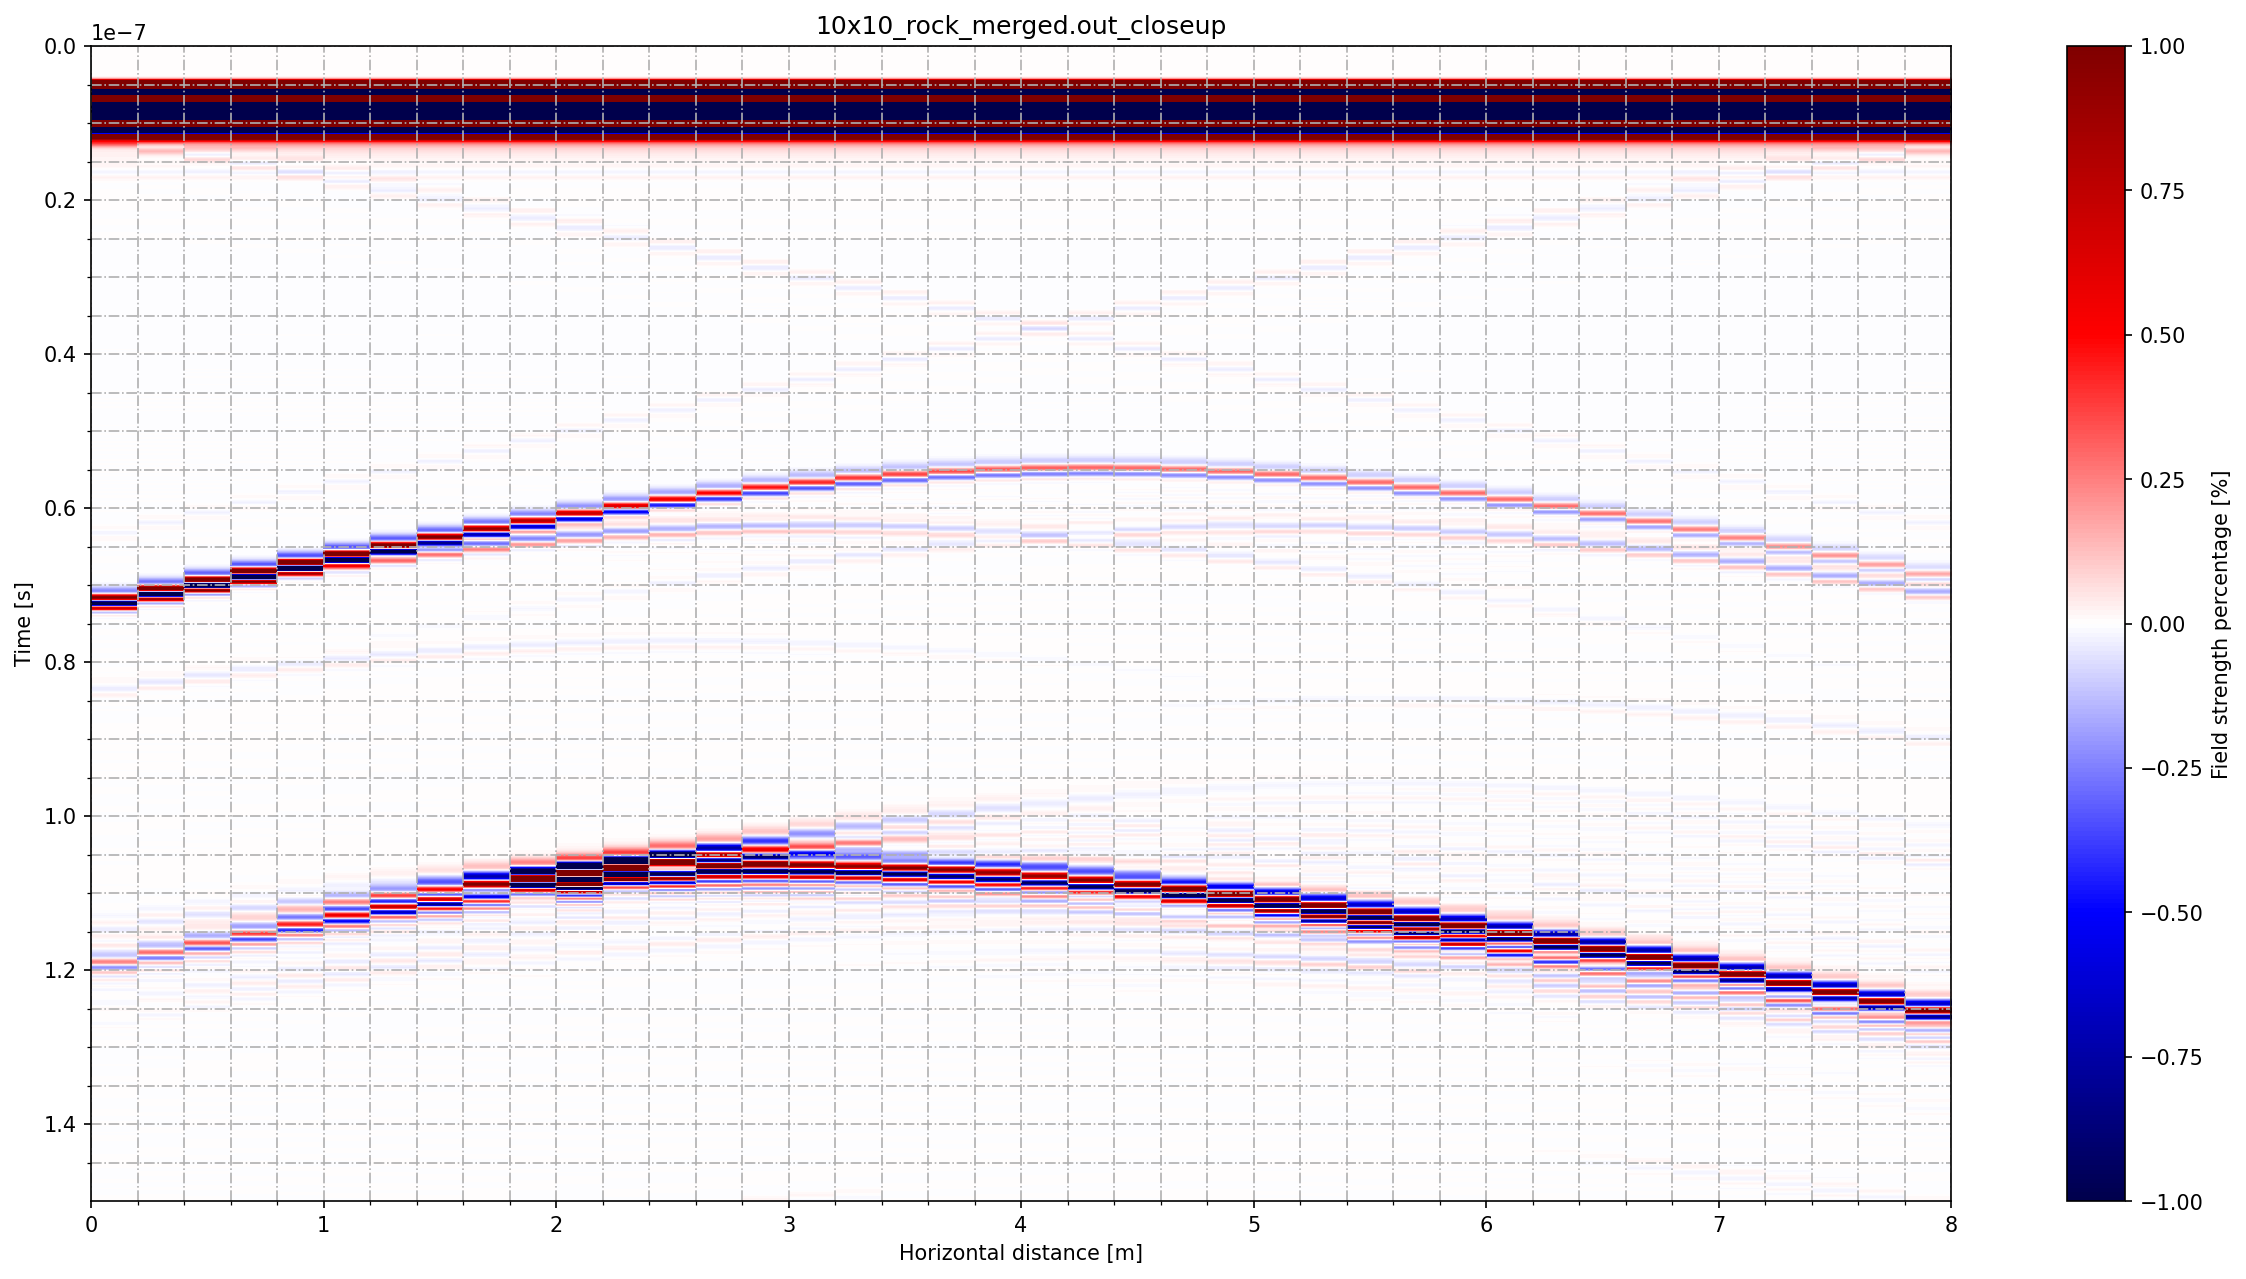 10x10_rock_merged.out_closeup
1e−7
0.0
0.2
0.4
0.6
0.8
1.0
1.2
1.4
Time [s]
0 1 2 3 4 5 6 7 8
Horizontal distance [m]
1.00
0.75
0.50
0.25
0.00
−0.25
−0.50
−0.75
−1.00
Field strength percentage [%]